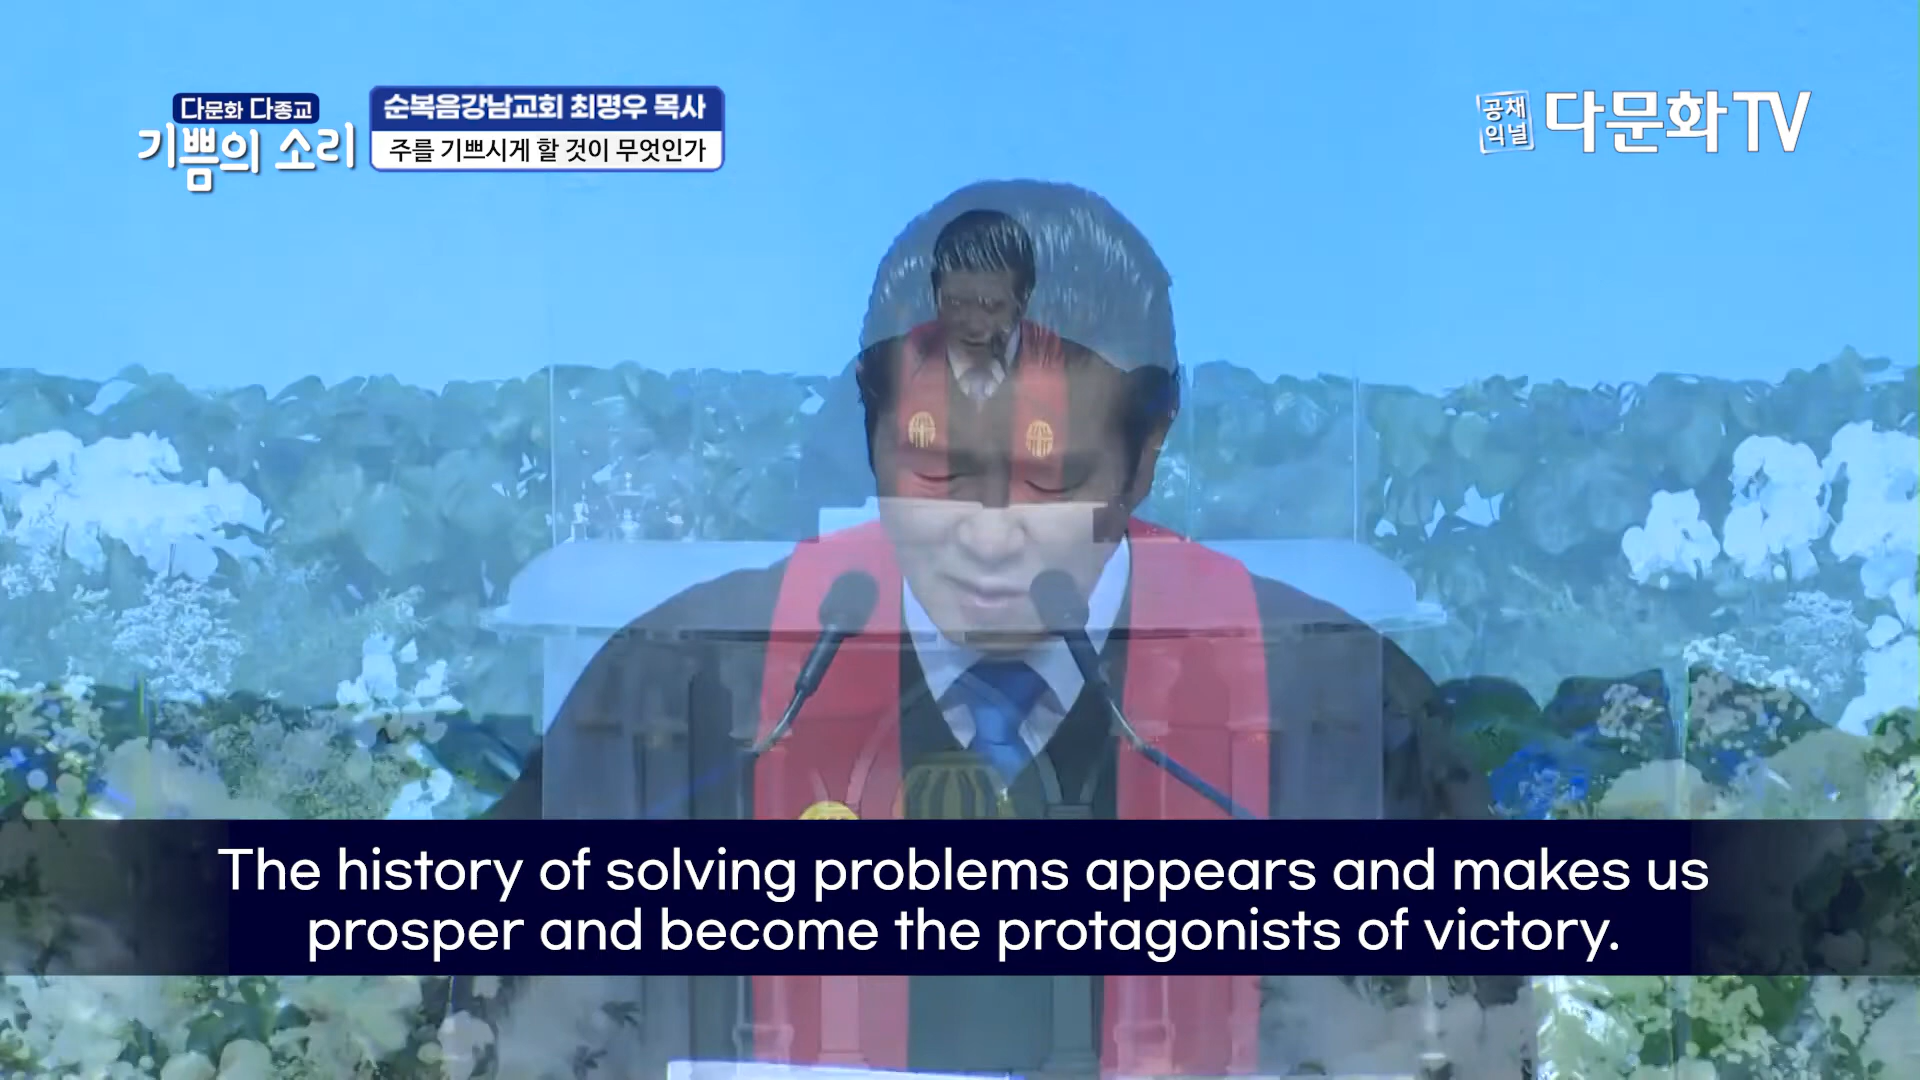 다문화 다종교
기쁨의 소리
순복음강남교회 최명우 목사
주를 기쁘시게 할 것이 무엇인가
공채
익널
다문화TV
The history of solving problems appears and makes us
prosper and become the protagonists of victory.